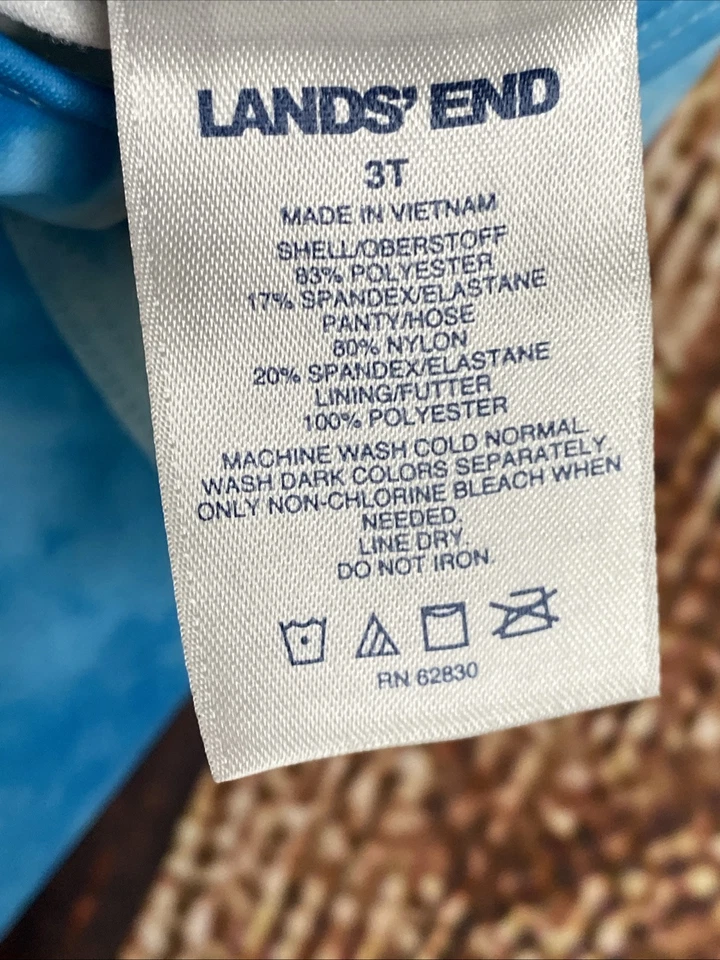 LANDS' END
3T
MADE IN VIETNAM
SHELL/OBERSTOFF
83% POLYESTER
17% SPANDEX/ELASTANE
PANTY/HOSE
80% NYLON
20% SPANDEX/ELASTANE
LINING/FUTTER
100% POLYESTER
MACHINE WASH COLD NORMAL.
WASH DARK COLORS SEPARATELY.
ONLY NON-CHLORINE BLEACH WHEN
NEEDED.
LINE DRY.
DO NOT IRON.
RN 62830